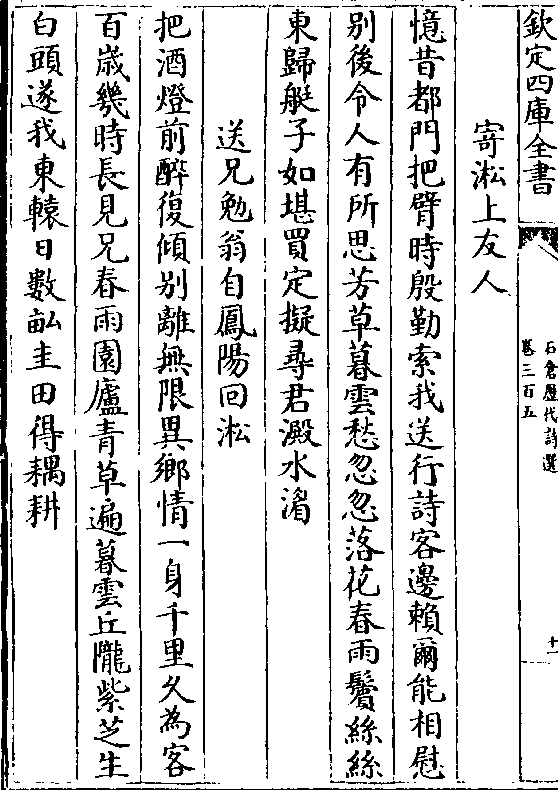 欽定四庫全書
石倉歷代詩選
卷三百五
十一
寄淞上友人
憶昔都門把臂時殷勤索我送行詩客邊賴爾能相慰
別後令人有所思芳草暮雲愁忽忽落花春雨鬢絲絲
東歸艇子如堪買定擬尋君澱水湄
送兄勉翁自鳳陽回淞
把酒燈前醉復傾別離無限異鄉情一身千里久為客
百歲幾時長見兄春雨園廬青草遍暮雲丘隴紫芝生
白頭遂我東轅日數畝圭田得耦耕